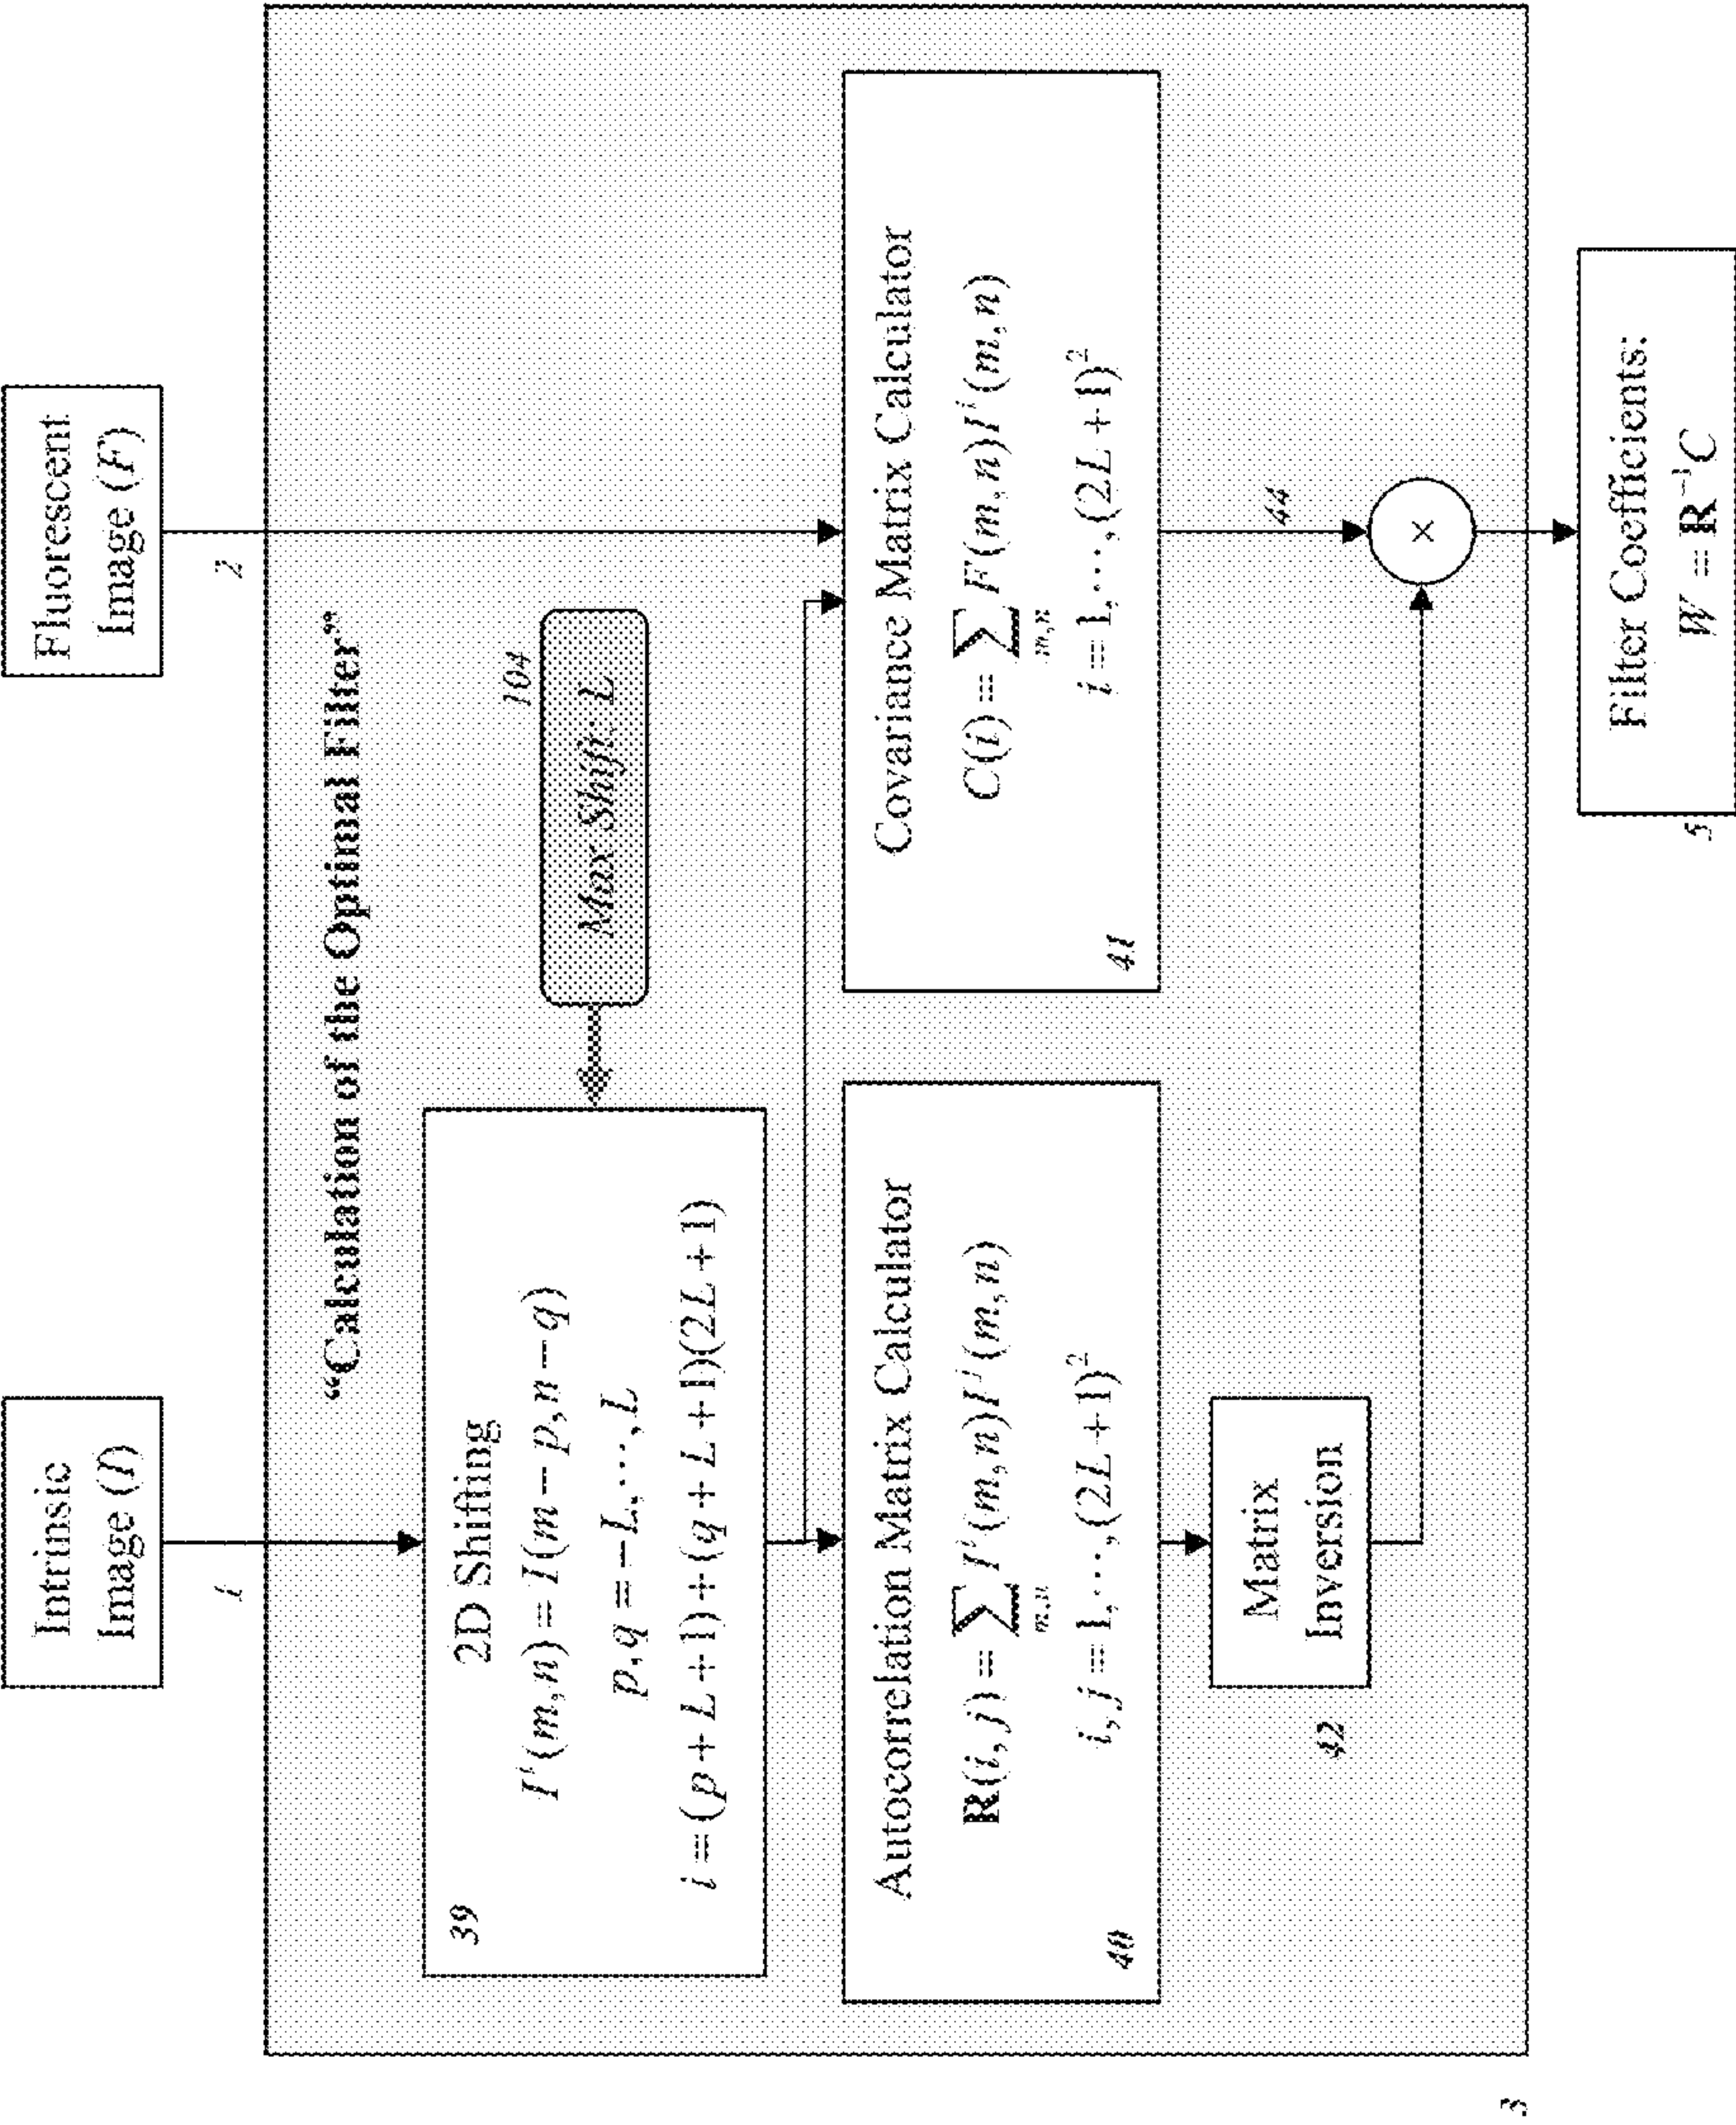 Intrinsic
Image (I)
1
Fluorescent
Image (F)
2
“Calculation of the Optimal Filter”
39
2D Shifting
I^i(m,n) = I(m − p, n − q)
p, q = −L, ⋯, L
i = (p + L + 1) + (q + L + 1)(2L + 1)
104
Max Shift: L
Autocorrelation Matrix Calculator
R(i, j) = ∑ I^i(m,n)I^j(m,n)
m,n
i, j = 1, ⋯, (2L + 1)²
40
Covariance Matrix Calculator
C(i) = ∑ F(m,n)I^i(m,n)
m,n
i = 1, ⋯, (2L + 1)²
41
Matrix
Inversion
42
44
×
3
Filter Coefficients:
W = R⁻¹C
5